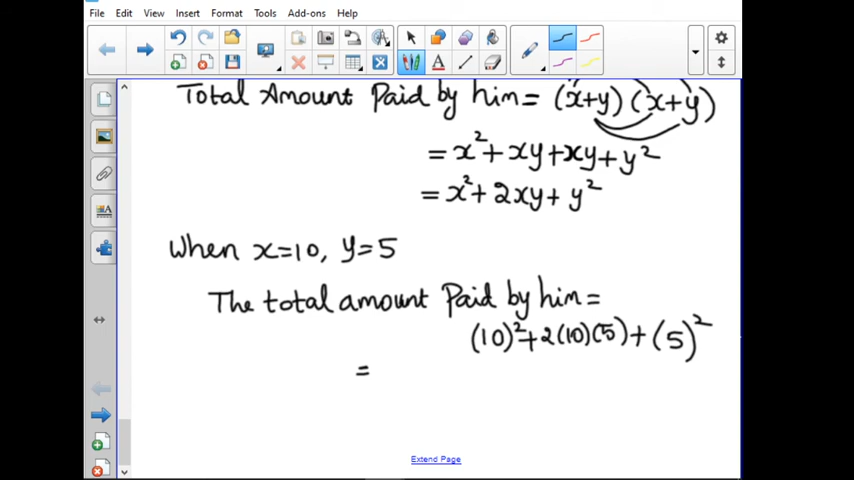 File Edit View Insert Format Tools Add-ons Help
Total Amount Paid by him = (x+y) (x+y)
= x² + xy + xy + y²
= x² + 2xy + y²
When x=10, y=5
The total amount Paid by him =
(10)² + 2(10)(5) + (5)²
=
Extend Page